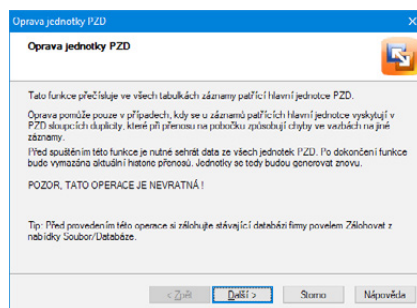 Oprava jednotky PZD
Oprava jednotky PZD
Tato funkce přečísluje ve všech tabulkách záznamy patřící hlavní jednotce PZD.
Oprava pomůže pouze v případech, kdy se u záznamů patřících hlavní jednotce vyskytují v
PZD sloupcích duplicity, které při přenosu na pobočku způsobují chyby ve vazbách na jiné
záznamy.
Před spuštěním této funkce je nutné sehrát data ze všech jednotek PZD. Po dokončení funkce
bude vymazána aktuální historie přenosů. Jednotky se tedy budou generovat znovu.
POZOR, TATO OPERACE JE NEVRATNÁ !
Tip: Před provedením této operace si zálohujte stávající databázi firmy povelem Zálohovat z
nabídky Soubor/Databáze.
< Zpět Další > Storno Nápověda